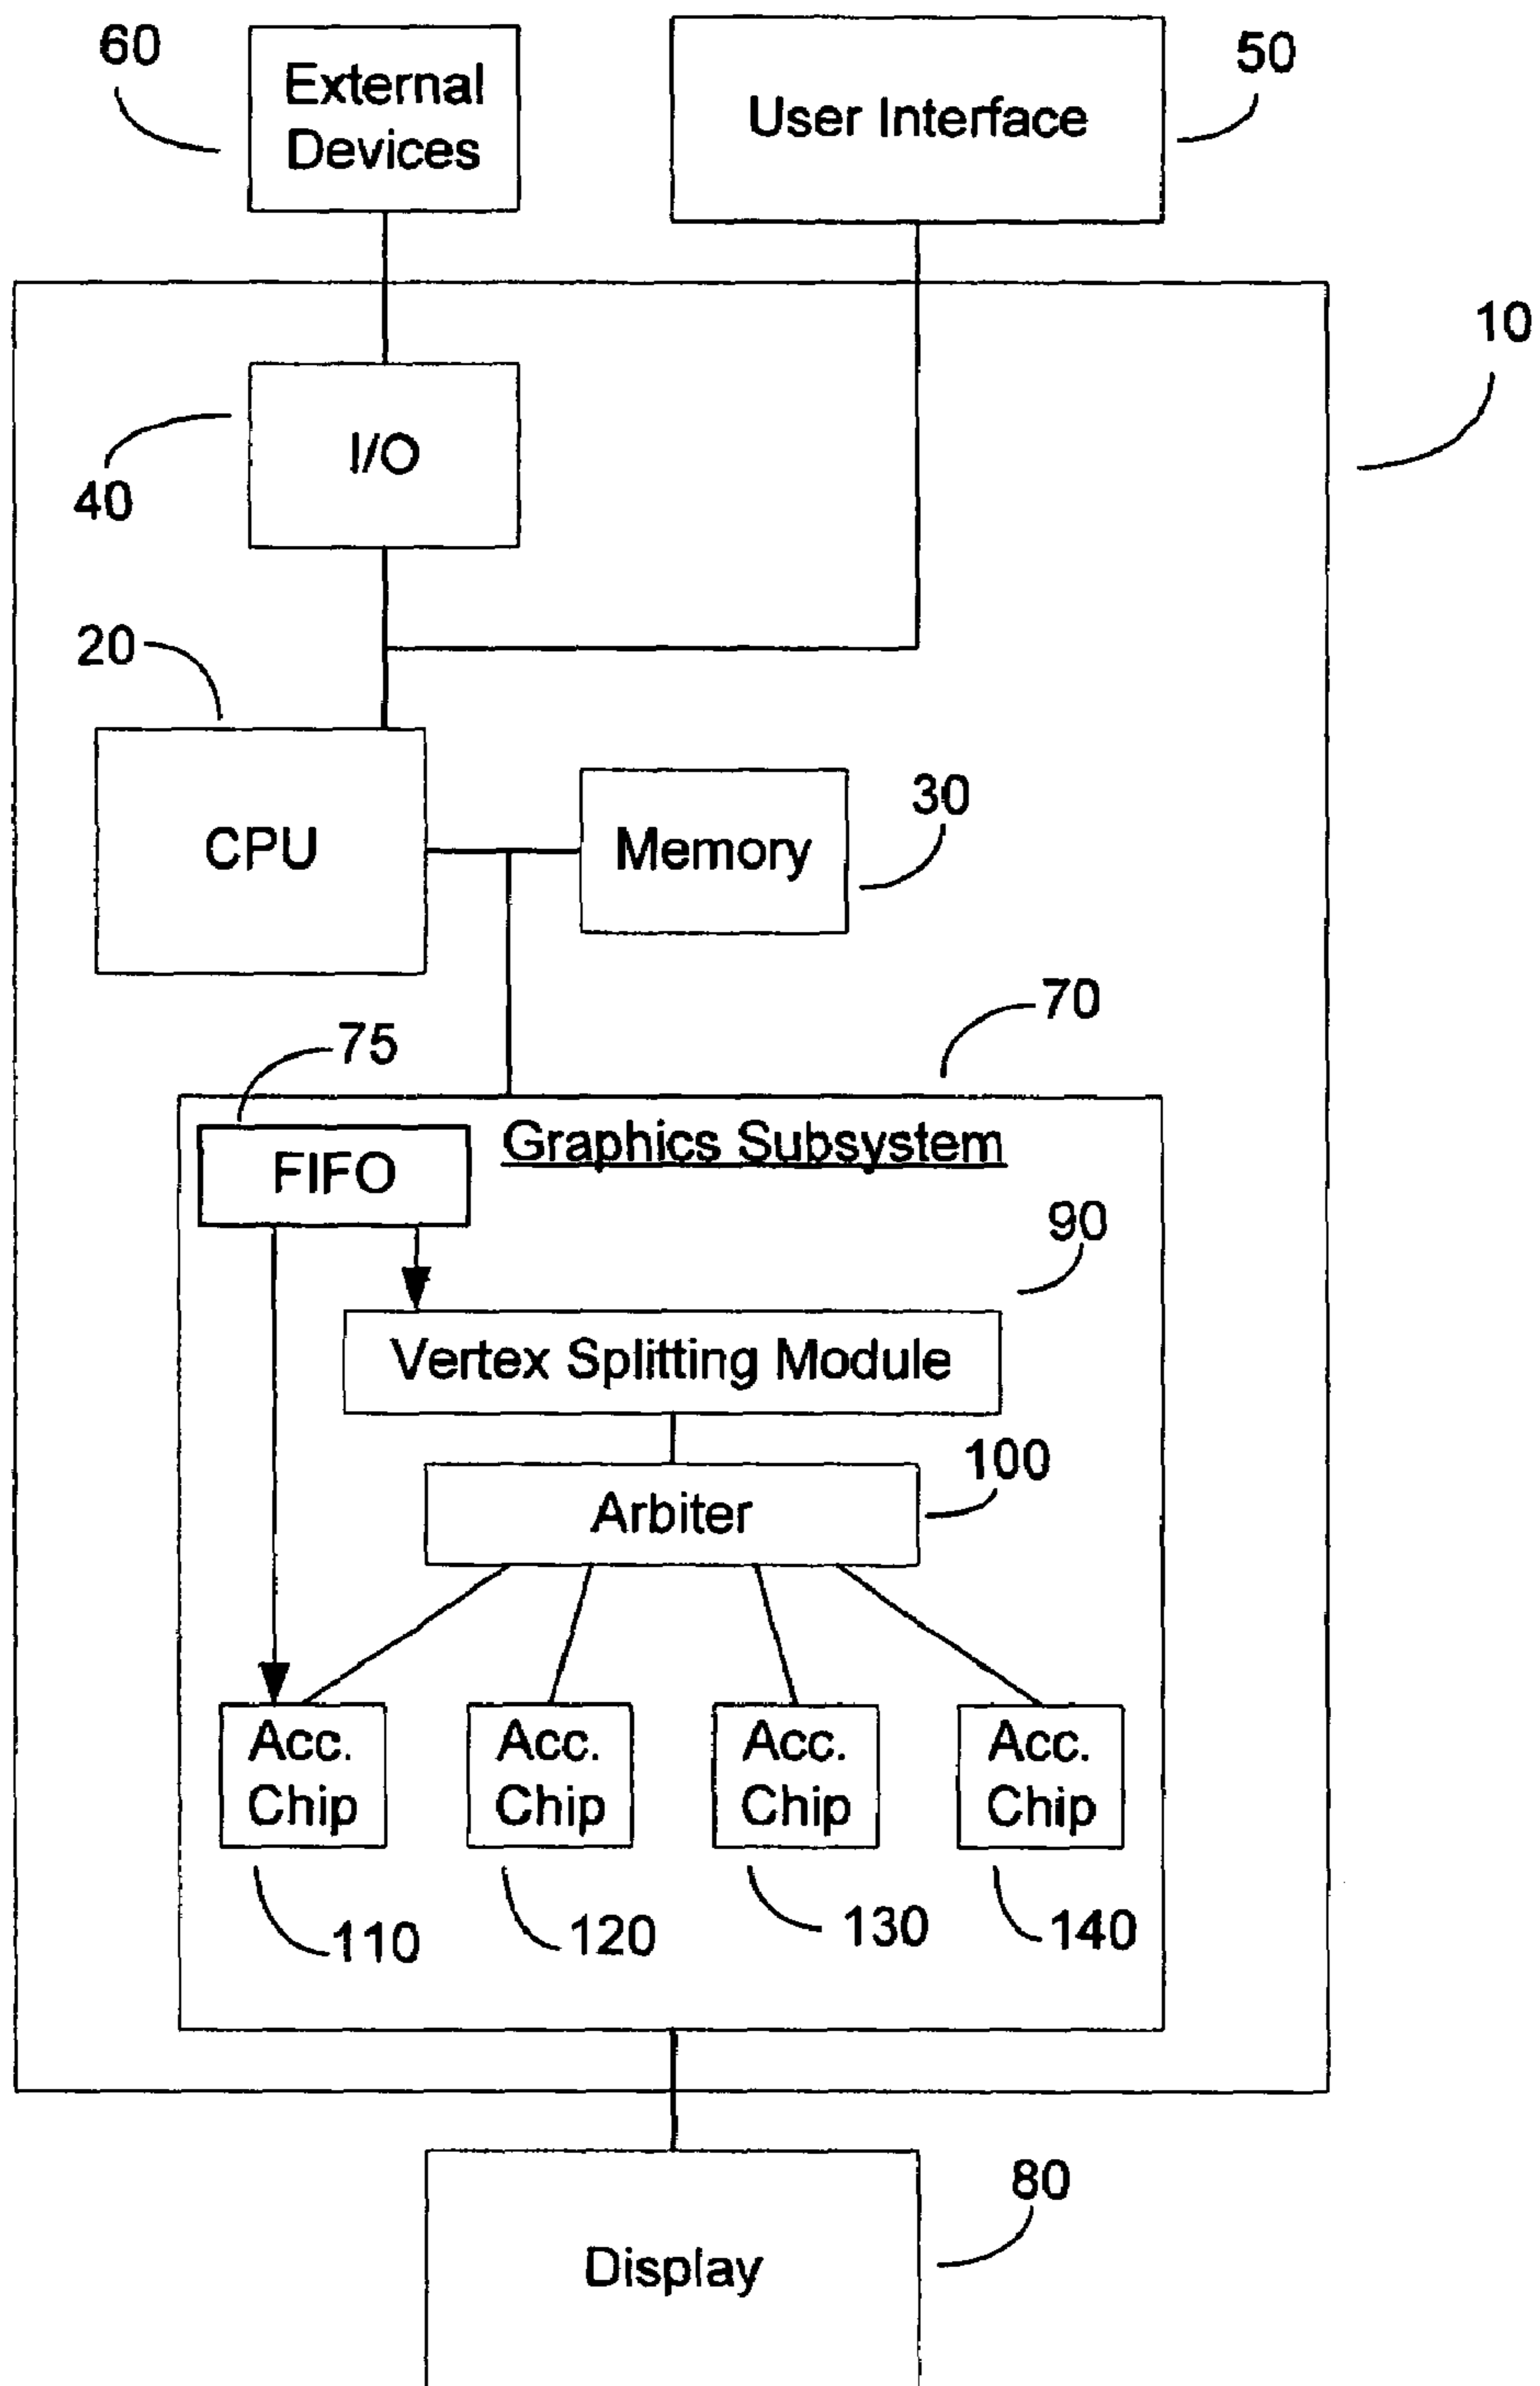 60
External
Devices
User Interface
50
10
I/O
40
20
CPU
Memory
30
70
75
FIFO
Graphics Subsystem
90
Vertex Splitting Module
100
Arbiter
Acc.
Chip
Acc.
Chip
Acc.
Chip
Acc.
Chip
110
120
130
140
80
Display